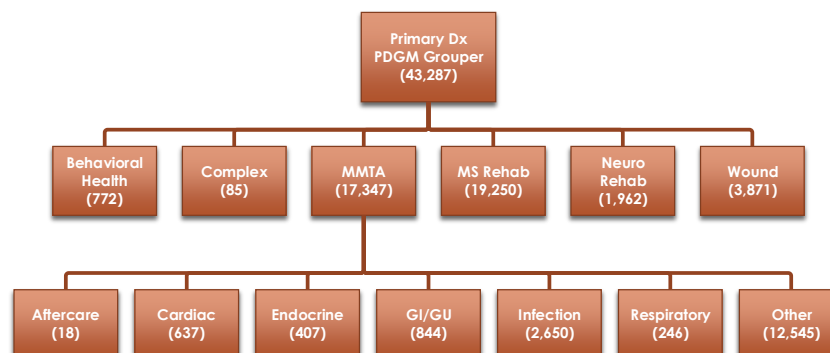 Primary Dx
PDGM Grouper
(43,287)
Behavioral
Health
(772)
Complex
(85)
MMTA
(17,347)
MS Rehab
(19,250)
Neuro
Rehab
(1,962)
Wound
(3,871)
Aftercare
(18)
Cardiac
(637)
Endocrine
(407)
GI/GU
(844)
Infection
(2,650)
Respiratory
(246)
Other
(12,545)